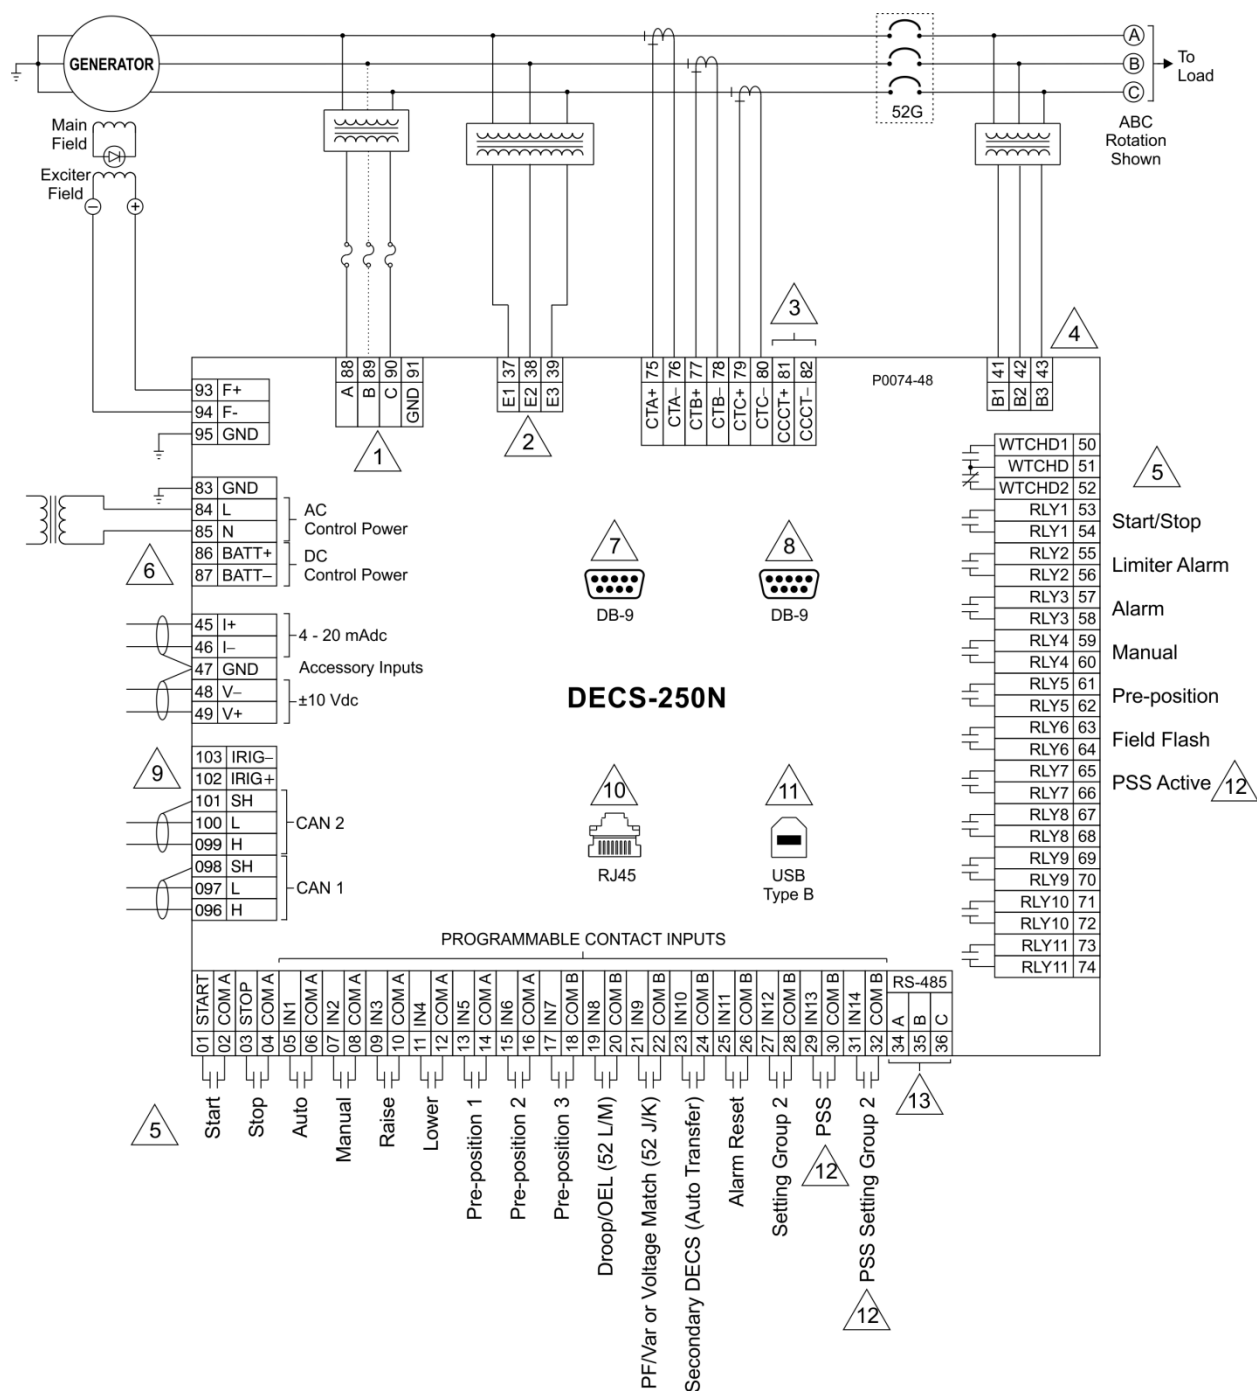 GENERATOR
A
B
C
To
Load
52G
ABC
Rotation
Shown
Main
Field
Exciter
Field
−
+
3
4
A 88
B 89
C 90
GND 91
1
E1 37
E2 38
E3 39
2
CTA+ 75
CTA− 76
CTB+ 77
CTB− 78
CTC+ 79
CTC− 80
CCCT+ 81
CCCT− 82
P0074-48
B1 41
B2 42
B3 43
93 F+
94 F-
95 GND
83 GND
84 L
85 N
AC
Control Power
86 BATT+
87 BATT−
DC
Control Power
6
45 I+
46 I−
4 - 20 mAdc
47 GND
Accessory Inputs
48 V−
49 V+
±10 Vdc
9
103 IRIG−
102 IRIG+
101 SH
100 L
099 H
CAN 2
098 SH
097 L
096 H
CAN 1
7
DB-9
8
DB-9
DECS-250N
10
RJ45
11
USB
Type B
WTCHD1 50
WTCHD 51
WTCHD2 52
5
RLY1 53
RLY1 54
Start/Stop
RLY2 55
RLY2 56
Limiter Alarm
RLY3 57
RLY3 58
Alarm
RLY4 59
RLY4 60
Manual
RLY5 61
RLY5 62
Pre-position
RLY6 63
RLY6 64
Field Flash
RLY7 65
RLY7 66
PSS Active 12
RLY8 67
RLY8 68
RLY9 69
RLY9 70
RLY10 71
RLY10 72
RLY11 73
RLY11 74
PROGRAMMABLE CONTACT INPUTS
01 START
02 COM A
03 STOP
04 COM A
05 IN1
06 COM A
07 IN2
08 COM A
09 IN3
10 COM A
11 IN4
12 COM A
13 IN5
14 COM A
15 IN6
16 COM A
17 IN7
18 COM B
19 IN8
20 COM B
21 IN9
22 COM B
23 IN10
24 COM B
25 IN11
26 COM B
27 IN12
28 COM B
29 IN13
30 COM B
31 IN14
32 COM B
RS-485
34 A
35 B
36 C
5
Start
Stop
Auto
Manual
Raise
Lower
Pre-position 1
Pre-position 2
Pre-position 3
Droop/OEL (52 L/M)
PF/Var or Voltage Match (52 J/K)
Secondary DECS (Auto Transfer)
Alarm Reset
Setting Group 2
PSS
12
PSS Setting Group 2
12
13